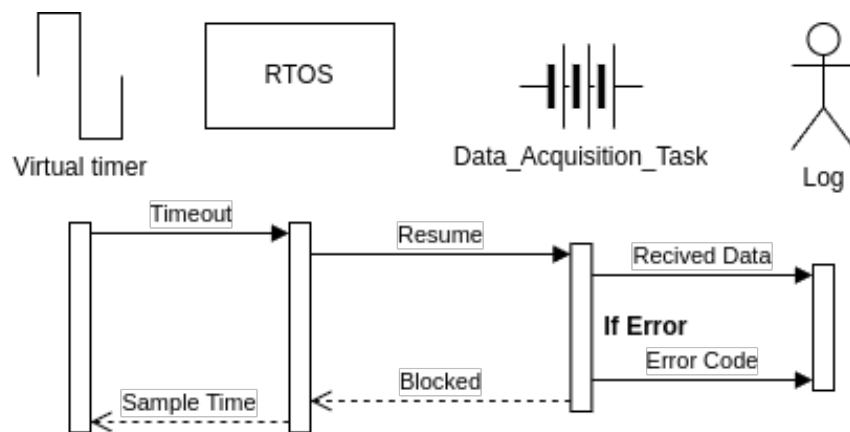 RTOS
Virtual timer
Data_Acquisition_Task
Log
Timeout
Resume
Recived Data
If Error
Error Code
Blocked
Sample Time